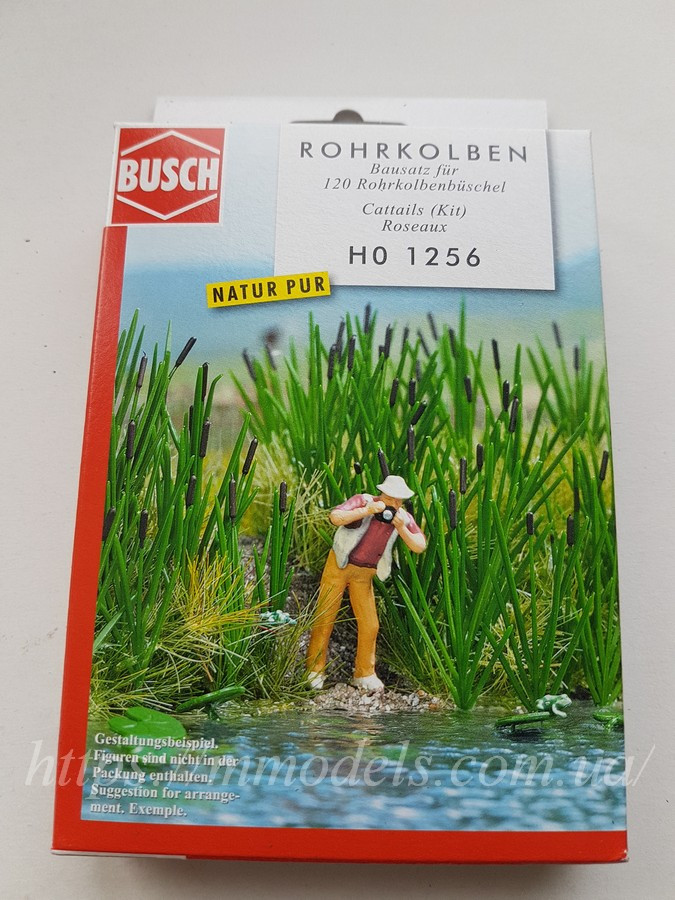 BUSCH
ROHRKOLBEN
Bausatz für
120 Rohrkolbenbüschel
Cattails (Kit)
Roseaux
H0 1256
NATUR PUR
Gestaltungsbeispiel.
Figuren sind nicht in der
Packung enthalten.
Suggestion for arrange-
ment. Exemple.